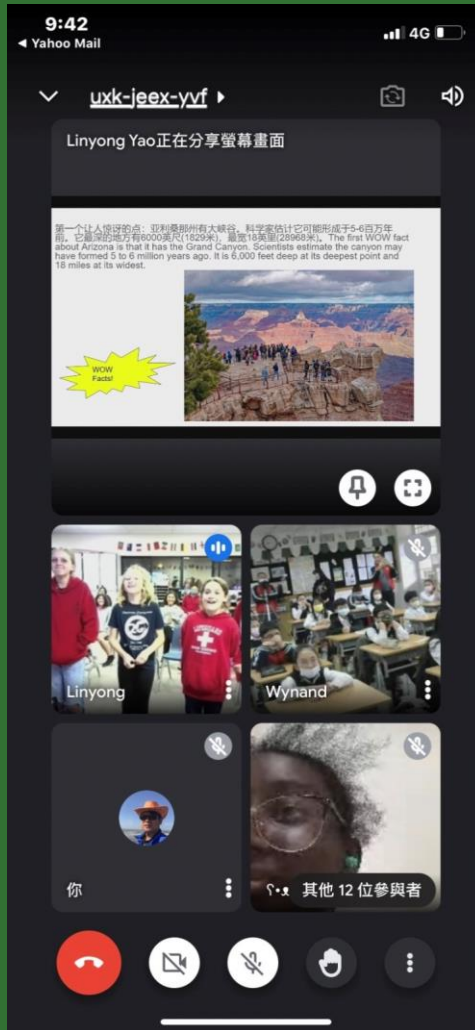 9:42
4G
◀ Yahoo Mail
uxk-jeex-yvf
Linyong Yao正在分享螢幕畫面
第一个让人惊讶的点：亚利桑那州有大峡谷。科学家估计它可能形成于5-6百万年
前。它最深的地方有6000英尺(1829米)，最宽18英里(28968米)。The first WOW fact
about Arizona is that it has the Grand Canyon. Scientists estimate the canyon may
have formed 5 to 6 million years ago. It is 6,000 feet deep at its deepest point and
18 miles at its widest.
WOW
Facts!
Linyong
Wynand
你
其他 12 位參與者